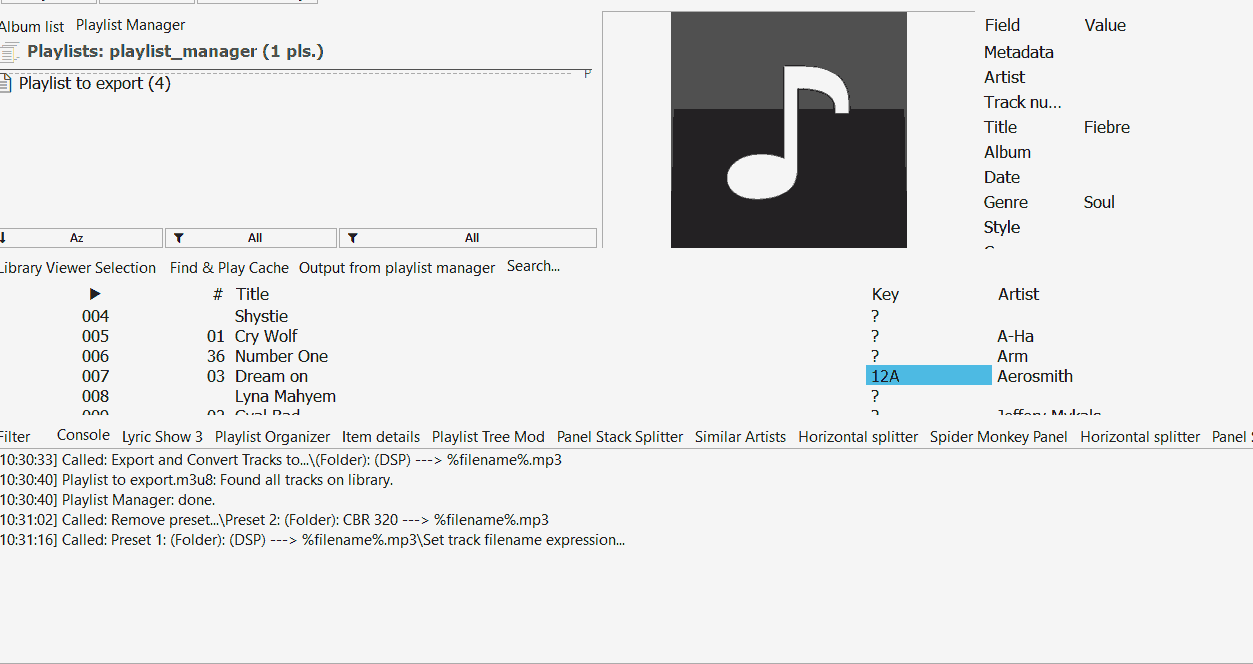 Album list Playlist Manager
Playlists: playlist_manager (1 pls.)
P
Playlist to export (4)
Az All All
Field Value
Metadata
Artist
Track nu...
Title Fiebre
Album
Date
Genre Soul
Style
Library Viewer Selection Find & Play Cache Output from playlist manager Search...
# Title Key Artist
004 Shystie ?
005 01 Cry Wolf ? A-Ha
006 36 Number One ? Arm
007 03 Dream on 12A Aerosmith
008 Lyna Mahyem ?
Filter Console Lyric Show 3 Playlist Organizer Item details Playlist Tree Mod Panel Stack Splitter Similar Artists Horizontal splitter Spider Monkey Panel Horizontal splitter Panel S
[10:30:33] Called: Export and Convert Tracks to...\(Folder): (DSP) ---> %filename%.mp3
[10:30:40] Playlist to export.m3u8: Found all tracks on library.
[10:30:40] Playlist Manager: done.
[10:31:02] Called: Remove preset...\Preset 2: (Folder): CBR 320 ---> %filename%.mp3
[10:31:16] Called: Preset 1: (Folder): (DSP) ---> %filename%.mp3\Set track filename expression...